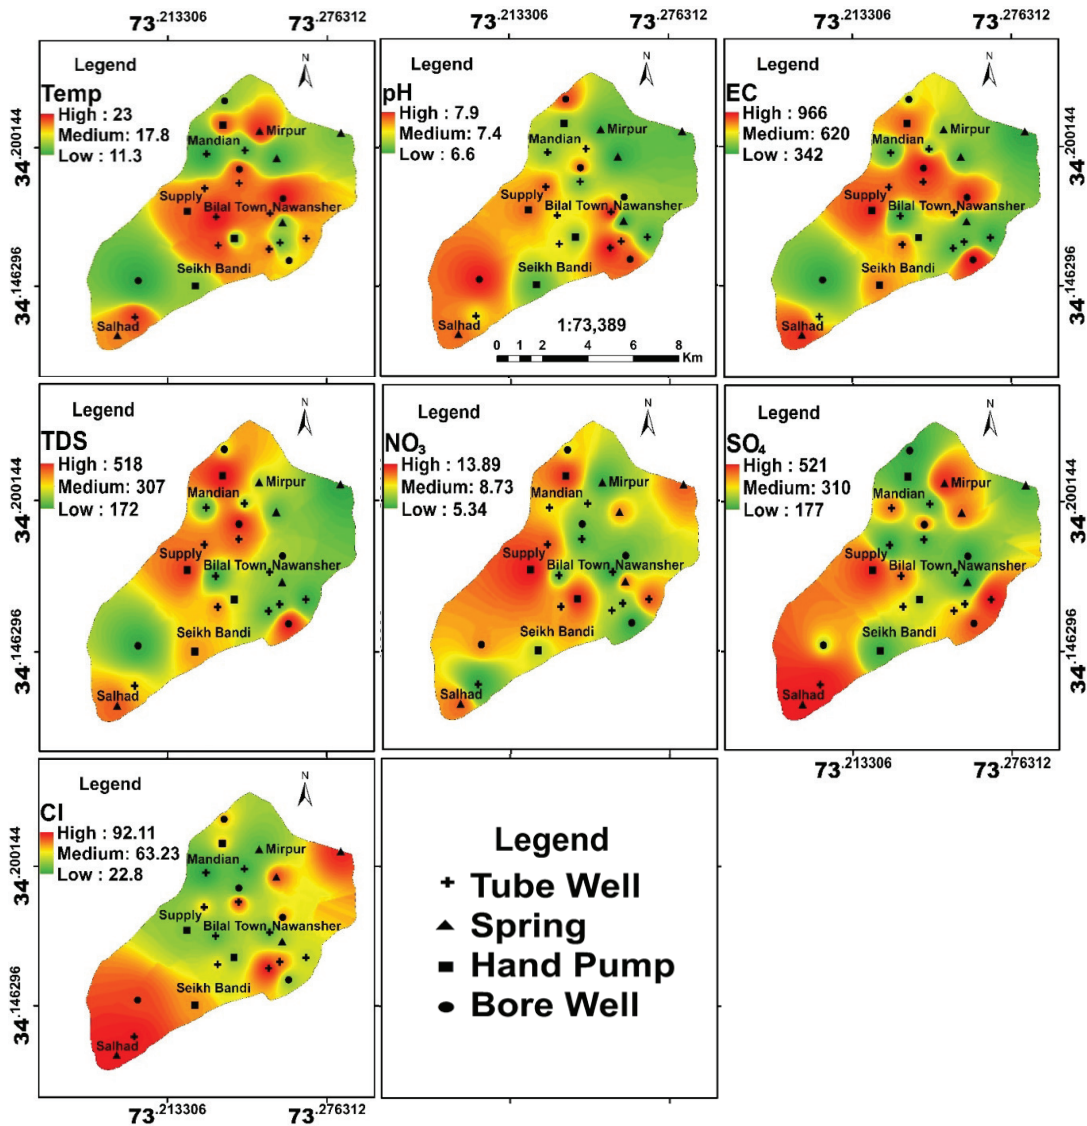 73.213306 73.276312 73.213306 73.276312 73.213306 73.276312
34.200144
34.146296
Legend
N
Temp
High : 23
Medium: 17.8
Low : 11.3
Mandian
Mirpur
Supply
Bilal Town
Nawansher
Seikh Bandi
Salhad
Legend
N
pH
High : 7.9
Medium: 7.4
Low : 6.6
Mandian
Mirpur
Supply
Bilal Town
Nawansher
Seikh Bandi
Salhad
1:73,389
0 1 2 4 6 8
Km
Legend
N
EC
High : 966
Medium: 620
Low : 342
Mandian
Mirpur
Supply
Bilal Town
Nawansher
Seikh Bandi
Salhad
34.200144
34.146296
34.200144
34.146296
Legend
N
TDS
High : 518
Medium: 307
Low : 172
Mandian
Mirpur
Supply
Bilal Town
Nawansher
Seikh Bandi
Salhad
Legend
N
NO₃
High : 13.89
Medium: 8.73
Low : 5.34
Mandian
Mirpur
Supply
Bilal Town
Nawansher
Seikh Bandi
Salhad
Legend
N
SO₄
High : 521
Medium: 310
Low : 177
Mandian
Mirpur
Supply
Bilal Town
Nawansher
Seikh Bandi
Salhad
34.200144
34.146296
73.213306 73.276312
34.200144
34.146296
Legend
N
Cl
High : 92.11
Medium: 63.23
Low : 22.8
Mandian
Mirpur
Supply
Bilal Town
Nawansher
Seikh Bandi
Salhad
73.213306 73.276312
Legend
Tube Well
Spring
Hand Pump
Bore Well